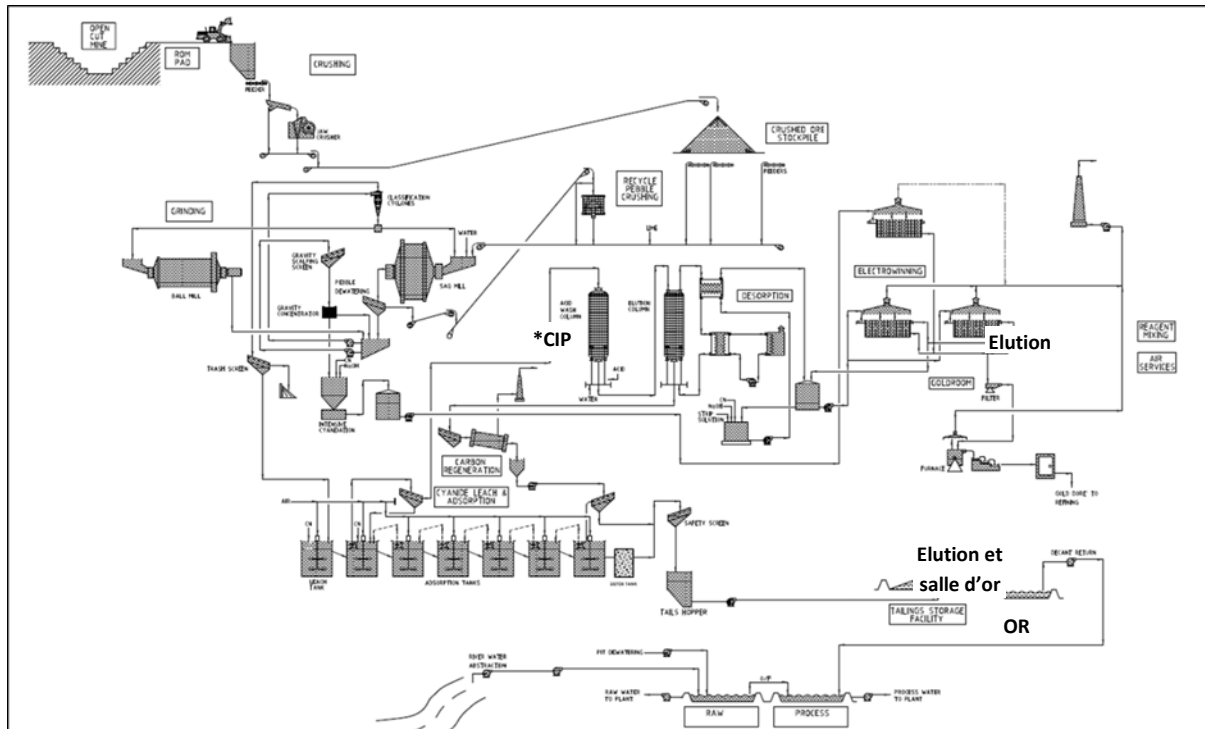 OPEN
CUT
MINE
ROM
PAD
FEEDER
CRUSHING
JAW
CRUSHER
CRUSHED ORE
STOCKPILE
FEEDERS
RECYCLE
PEBBLE
CRUSHING
CLASSIFICATION
CYCLONES
GRINDING
WATER
LIME
GRAVITY
SCALPING
SCREEN
BALL MILL
PEBBLE
DEWATERING
SAG MILL
GRAVITY
CONCENTRATOR
ACID
WASH
COLUMN
ELUTION
COLUMN
DESORPTION
ELECTROWINNING
*CIP
Elution
REAGENT
MIXING
AIR
SERVICES
GOLDROOM
FILTER
TRASH SCREEN
CN
NaOH
INTENSIVE
CYANIDATION
ACID
WATER
CN
NaOH
STRIP
SOLUTION
CARBON
REGENERATION
FURNACE
GOLD DORE TO
REFINING
CYANIDE LEACH &
ADSORPTION
AIR
CN
CN
SAFETY SCREEN
LEACH
TANK
ADSORPTION TANKS
TAILS HOPPER
Elution et
salle d’or
DECANT RETURN
TAILINGS STORAGE
FACILITY
OR
PIT DEWATERING
RIVER WATER
ABSTRACTION
O/F
RAW WATER
TO PLANT
PROCESS WATER
TO PLANT
RAW
PROCESS